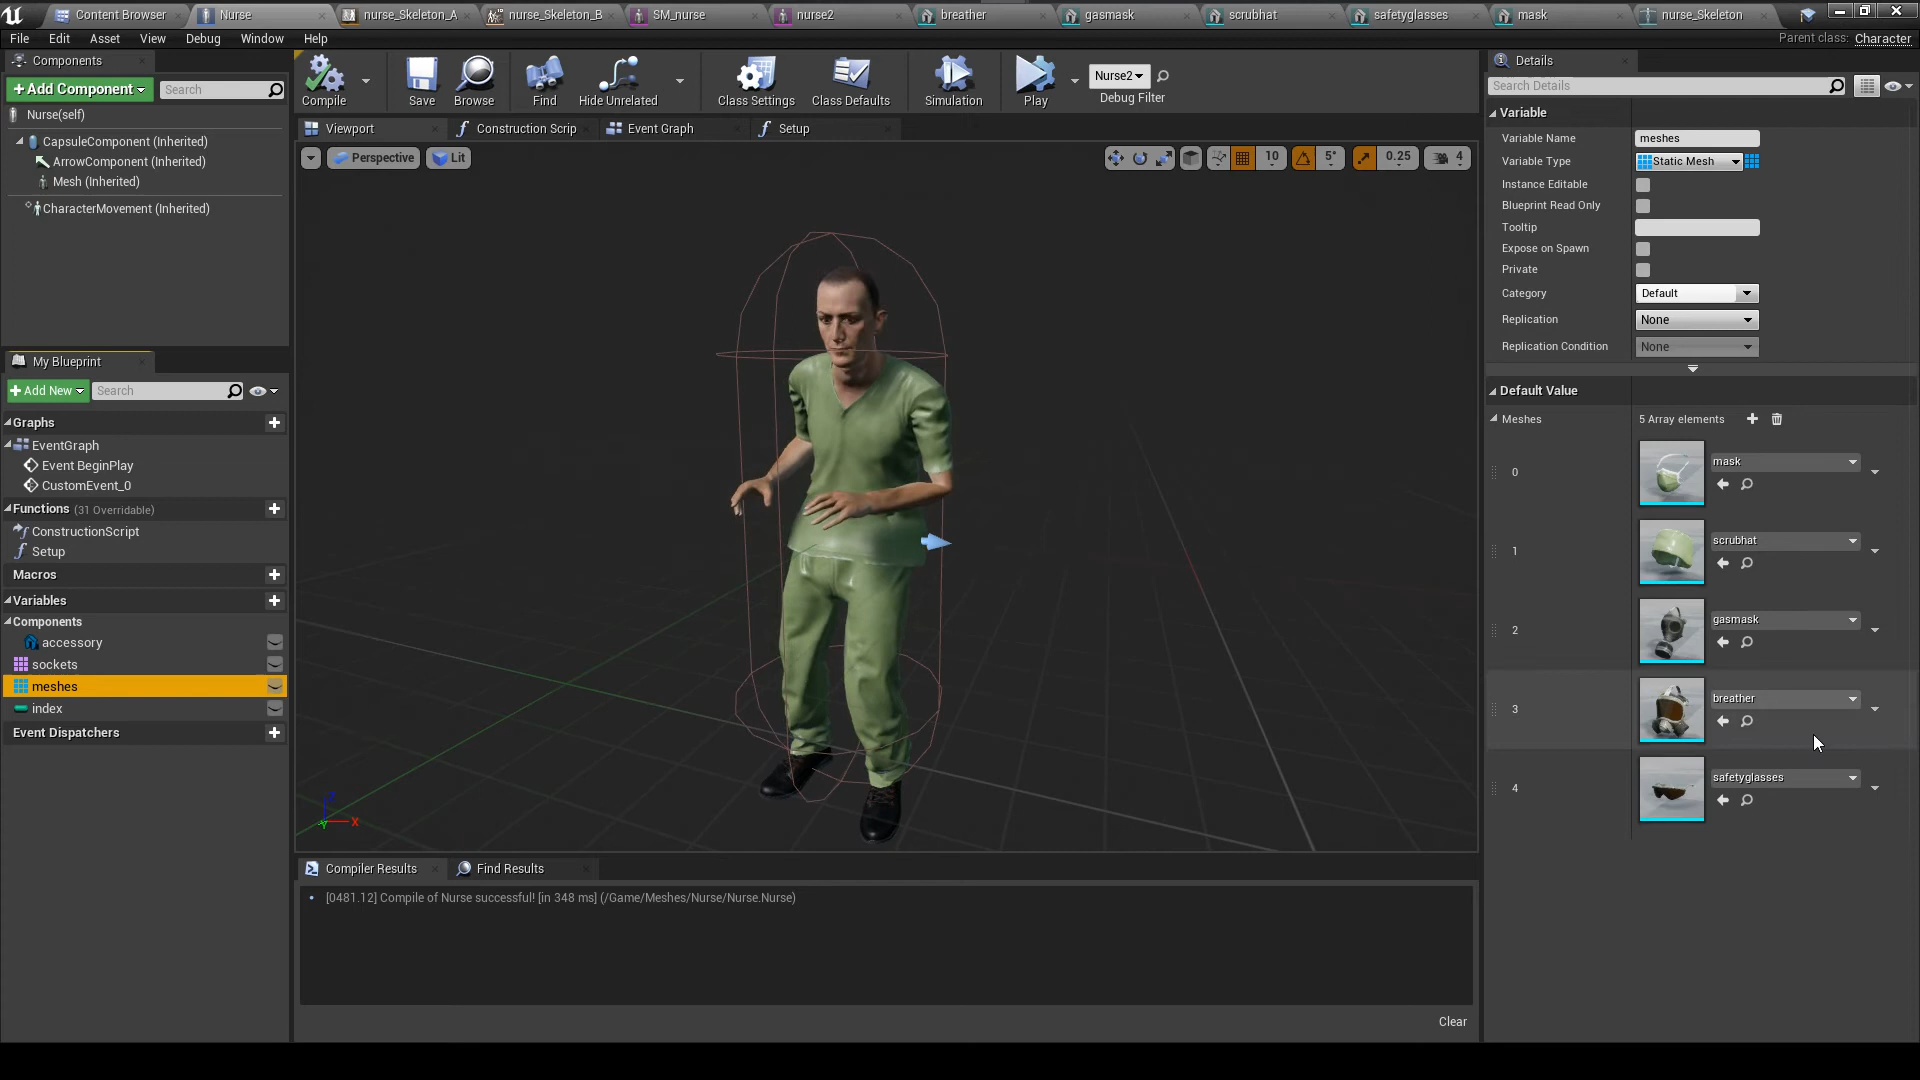 Content Browser
Nurse
nurse_Skeleton_A
nurse_Skeleton_B
SM_nurse
nurse2
breather
gasmask
scrubhat
safetyglasses
mask
nurse_Skeleton
File Edit Asset View Debug Window Help
Parent class: Character
Components
+ Add Component
Search
Nurse(self)
CapsuleComponent (Inherited)
ArrowComponent (Inherited)
Mesh (Inherited)
CharacterMovement (Inherited)
My Blueprint
+ Add New
Search
Graphs
EventGraph
Event BeginPlay
CustomEvent_0
Functions (31 Overridable)
ConstructionScript
Setup
Macros
Variables
Components
accessory
sockets
meshes
index
Event Dispatchers
Compile
Save
Browse
Find
Hide Unrelated
Class Settings
Class Defaults
Simulation
Play
Nurse2
Debug Filter
Viewport
Construction Scrip
Event Graph
Setup
Perspective
Lit
10
5°
0.25
4
Z
Y
X
Compiler Results
Find Results
[0481.12] Compile of Nurse successful! [in 348 ms] (/Game/Meshes/Nurse/Nurse.Nurse)
Clear
Details
Search Details
Variable
Variable Name meshes
Variable Type Static Mesh
Instance Editable
Blueprint Read Only
Tooltip
Expose on Spawn
Private
Category Default
Replication None
Replication Condition None
Default Value
Meshes 5 Array elements
0 mask
1 scrubhat
2 gasmask
3 breather
4 safetyglasses